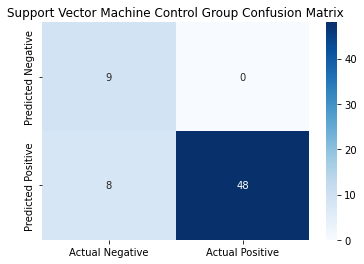 Support Vector Machine Control Group Confusion Matrix
Predicted Negative
Predicted Positive
9
0
8
48
Actual Negative
Actual Positive
40
30
20
10
0